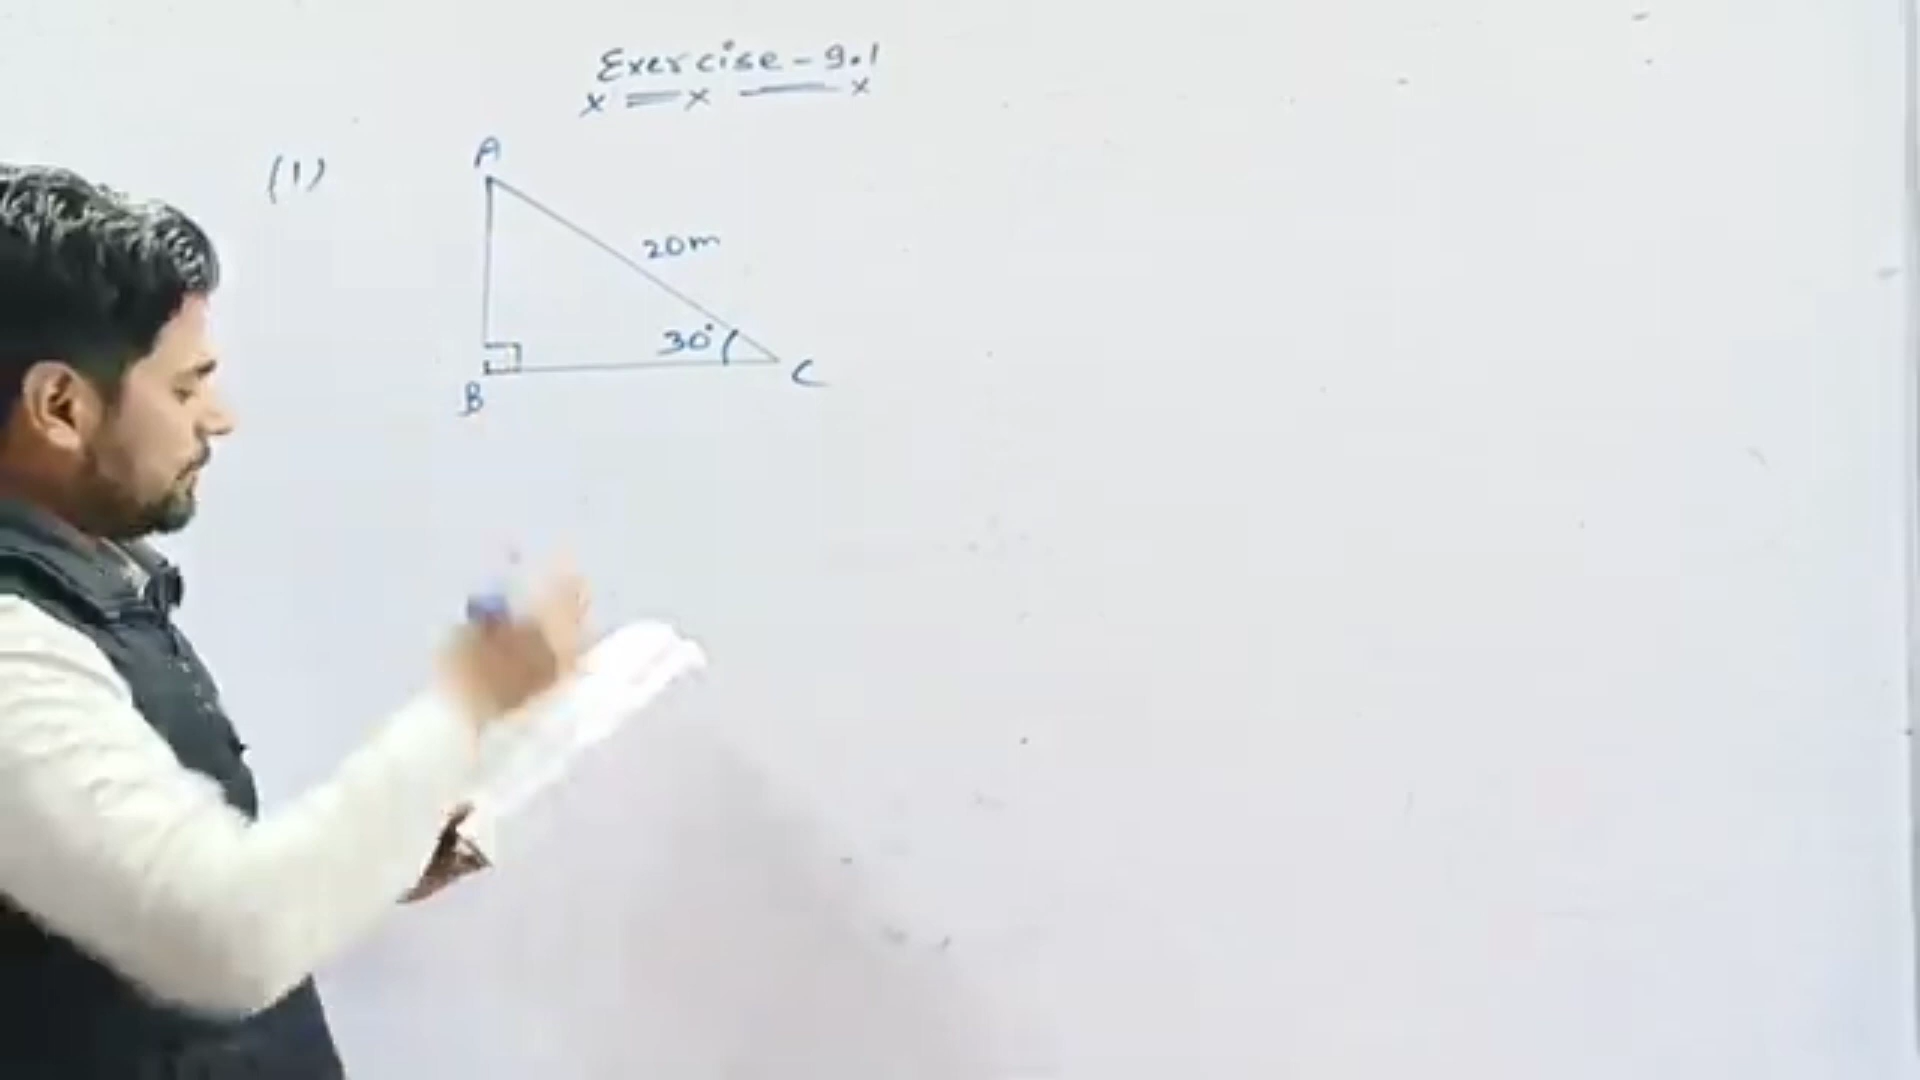 Exercise - 9.1
x = x — x
(1)
A
20m
30°
B
C